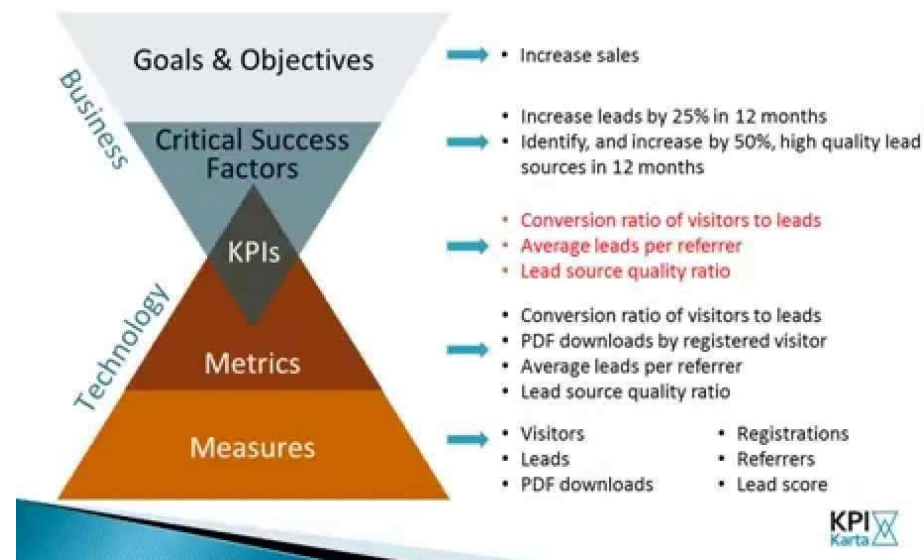 Goals & Objectives
• Increase sales
Business
Critical Success
Factors
• Increase leads by 25% in 12 months
• Identify, and increase by 50%, high quality lead
sources in 12 months
KPIs
• Conversion ratio of visitors to leads
• Average leads per referrer
• Lead source quality ratio
Technology
Metrics
• Conversion ratio of visitors to leads
• PDF downloads by registered visitor
• Average leads per referrer
• Lead source quality ratio
Measures
• Visitors
• Leads
• PDF downloads
• Registrations
• Referrers
• Lead score
KPI
Karta